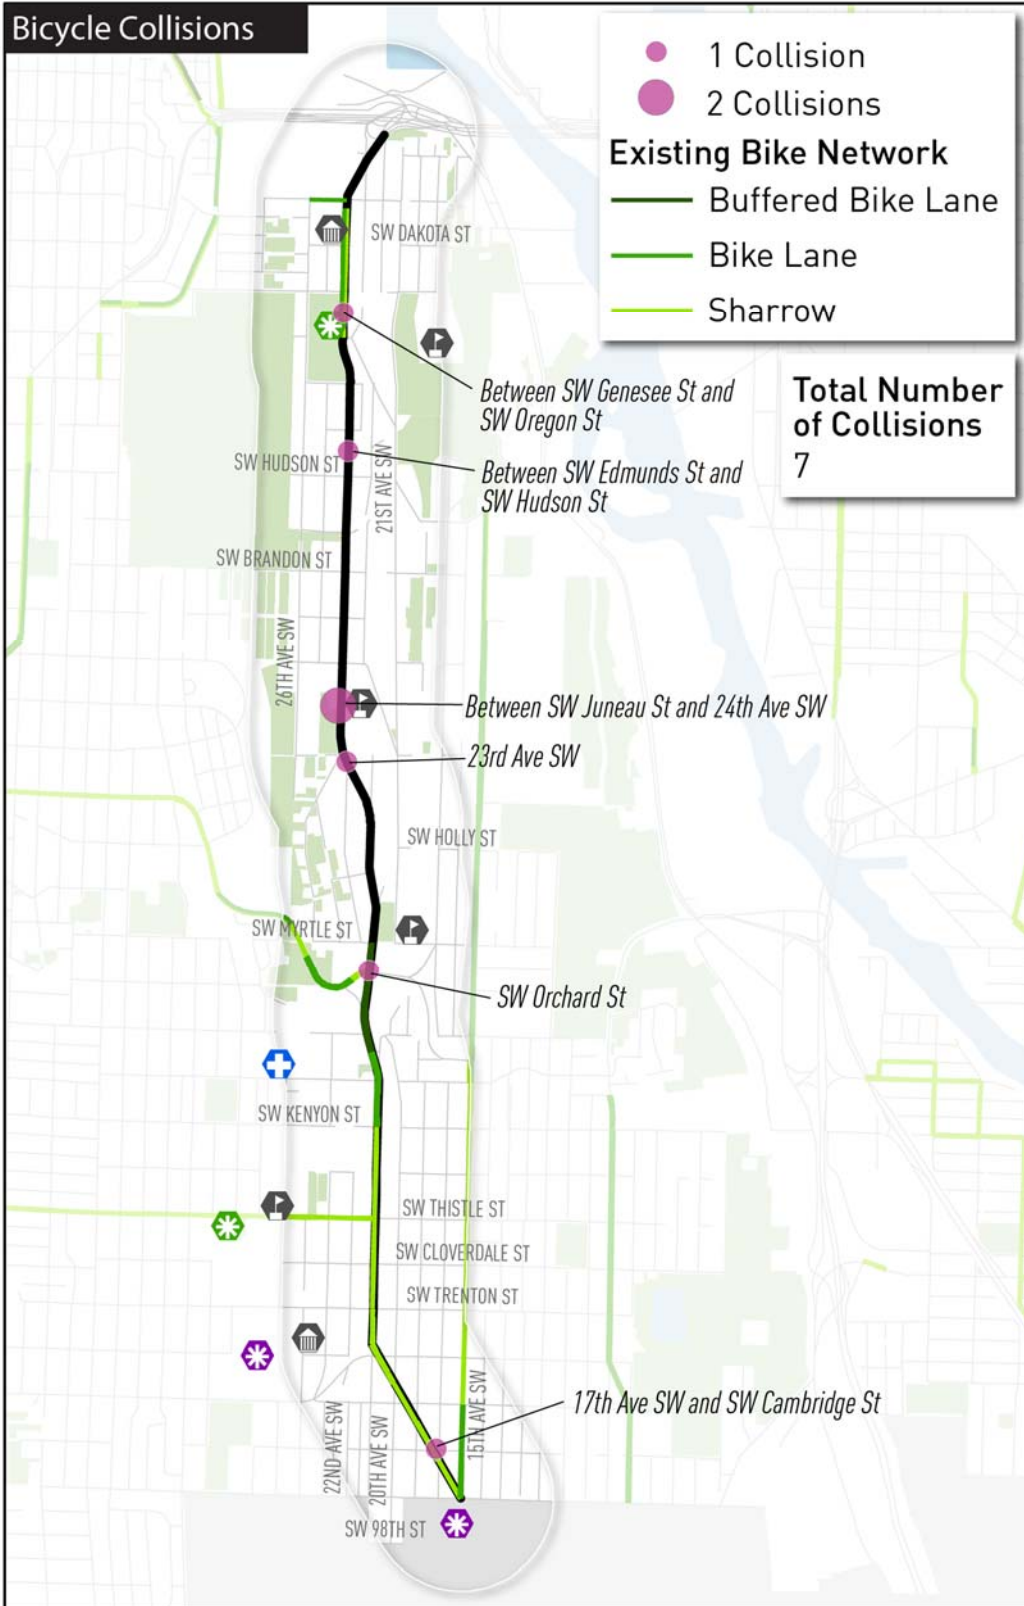 Bicycle Collisions
1 Collision
2 Collisions
Existing Bike Network
Buffered Bike Lane
Bike Lane
Sharrow
Total Number
of Collisions
7
SW DAKOTA ST
Between SW Genesee St and
SW Oregon St
SW HUDSON ST
21ST AVE SW
Between SW Edmunds St and
SW Hudson St
SW BRANDON ST
26TH AVE SW
Between SW Juneau St and 24th Ave SW
23rd Ave SW
SW HOLLY ST
SW MYRTLE ST
SW Orchard St
SW KENYON ST
SW THISTLE ST
SW CLOVERDALE ST
SW TRENTON ST
17th Ave SW and SW Cambridge St
22ND AVE SW
20TH AVE SW
15TH AVE SW
SW 98TH ST